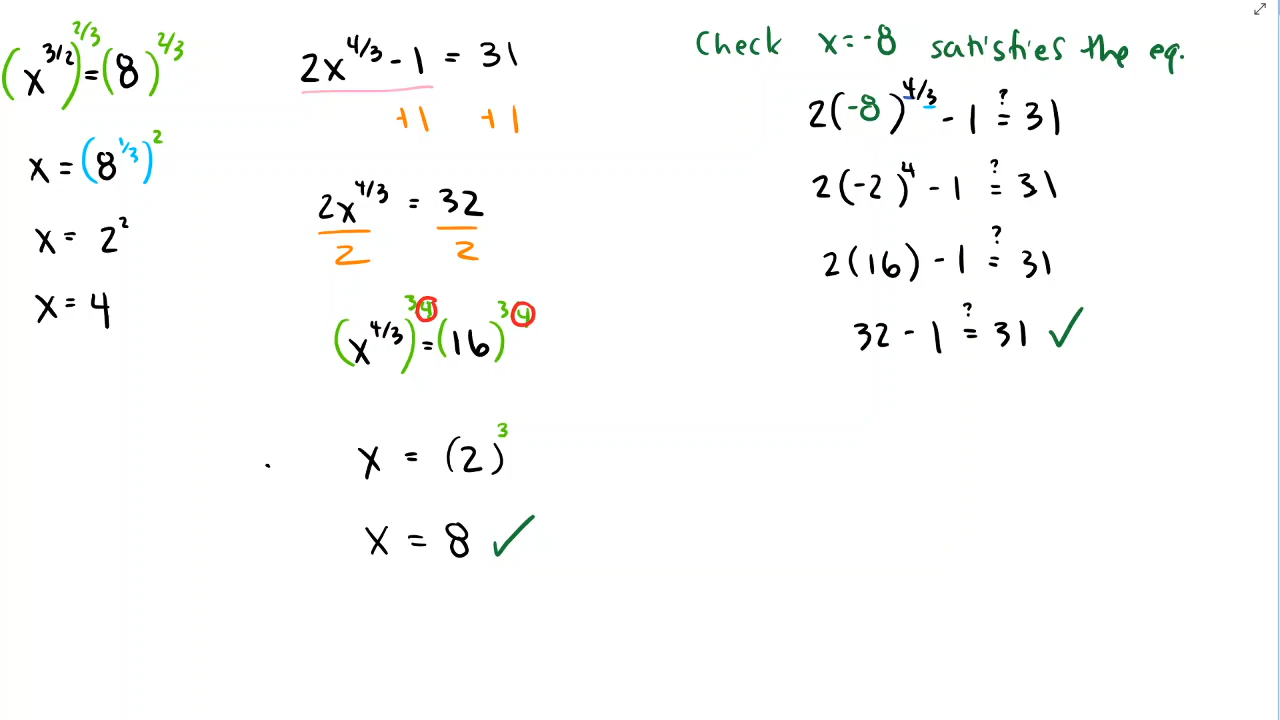 (x^{3/2})^{2/3} = (8)^{2/3}
x = (8^{1/3})^2
x = 2^2
x = 4
2x^{4/3} - 1 = 31
+1 +1
2x^{4/3} = 32
2 2
(x^{4/3})^{3 4} = (16)^{3 4}
x = (2)^3
x = 8 ✓
Check x = -8 satisfies the eq.
2(-8)^{4/3} - 1 ?= 31
2(-2)^4 - 1 ?= 31
2(16) - 1 ?= 31
32 - 1 ?= 31 ✓